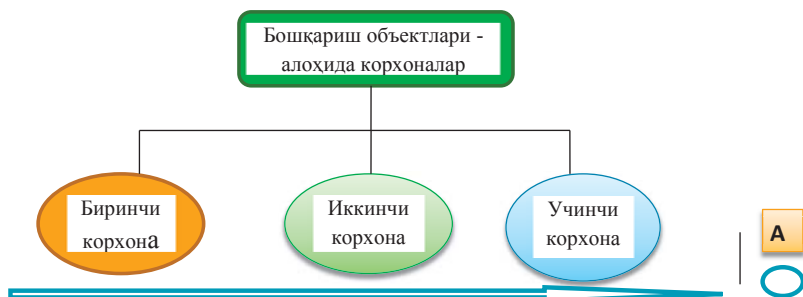 Бошқариш объектлари -
алоҳида корхоналар
Биринчи
корхона
Иккинчи
корхона
Учинчи
корхона
А